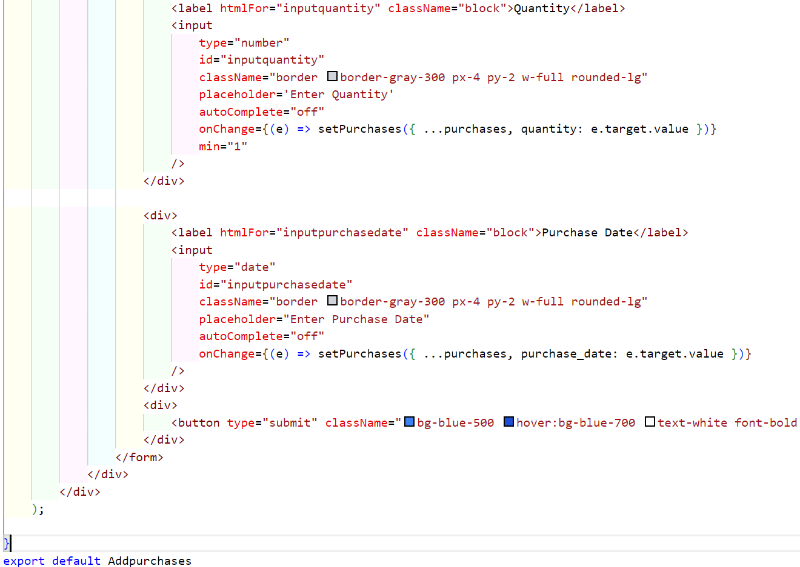 <label htmlFor="inputquantity" className="block">Quantity</label>
<input
type="number"
id="inputquantity"
className="border border-gray-300 px-4 py-2 w-full rounded-lg"
placeholder='Enter Quantity'
autoComplete="off"
onChange={(e) => setPurchases({ ...purchases, quantity: e.target.value })}
min="1"
/>
</div>
<div>
<label htmlFor="inputpurchasedate" className="block">Purchase Date</label>
<input
type="date"
id="inputpurchasedate"
className="border border-gray-300 px-4 py-2 w-full rounded-lg"
placeholder="Enter Purchase Date"
autoComplete="off"
onChange={(e) => setPurchases({ ...purchases, purchase_date: e.target.value })}
/>
</div>
<div>
<button type="submit" className="bg-blue-500 hover:bg-blue-700 text-white font-bold
</div>
</form>
</div>
</div>
);
}
export default Addpurchases